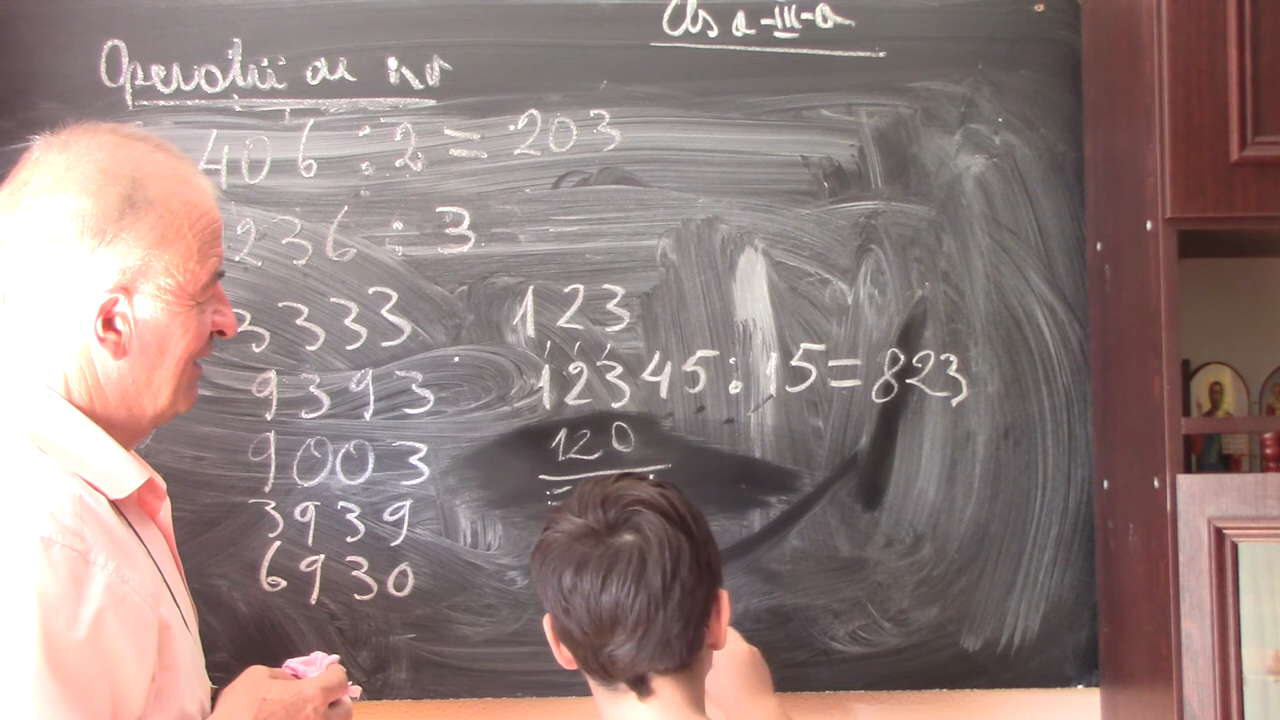 Cls a-III-a
Operatii cu nr
406 : 2 = 203
236 : 3
3333
123
12345 : 15 = 823
9393
120
9003
3939
6930